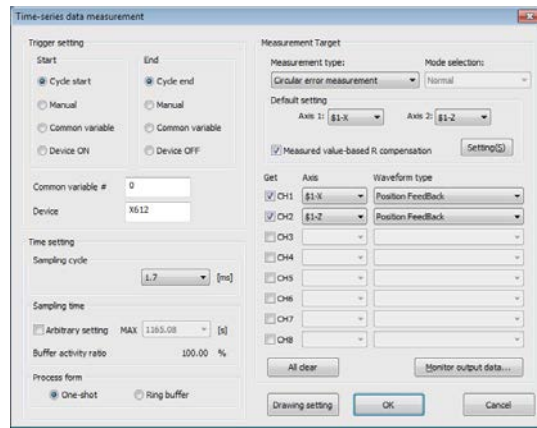 Time-series data measurement
Trigger setting
Start
End
Cycle start
Cycle end
Manual
Manual
Common variable
Common variable
Device ON
Device OFF
Common variable #
0
Device
X612
Time setting
Sampling cycle
1.7
[ms]
Sampling time
Arbitrary setting
MAX
1165.08
[s]
Buffer activity ratio
100.00 %
Process form
One-shot
Ring buffer
Measurement Target
Measurement type:
Mode selection:
Circular error measurement
Normal
Default setting
Axis 1:
$1-X
Axis 2:
$1-Z
Measured value-based R compensation
Setting(S)
Get
Axis
Waveform type
CH1
$1-X
Position FeedBack
CH2
$1-Z
Position FeedBack
CH3
CH4
CH5
CH6
CH7
CH8
All clear
Monitor output data...
Drawing setting
OK
Cancel